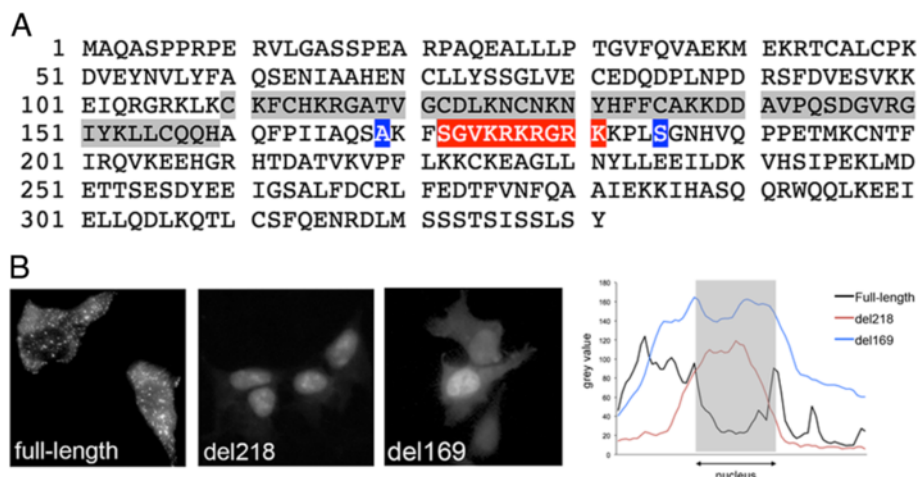 A
1 MAQASPPRPE RVLGASSPEA RPAQEALLLP TGVFQVAEKM EKRTCALCPK
51 DVEYNVLYFA QSENIAAHEN CLLYSSGLVE CEDQDPLNPD RSFDVESVKK
101 EIQRGRKLKC KFCHKRGATV GCDLKNCNKN YHFFCAKKDD AVPQSDGVRG
151 IYKLLCQQHA QFPIIAQSAK FSGVKRKRGR KKPLSGNHVQ PPETMKCNTF
201 IRQVKEEHGR HTDATVKVPF LKKCKEAGLL NYLLEEILDK VHSIPEKLMD
251 ETTSESDYEE IGSALFDCRL FEDTFVNFQA AIEKKIHASQ QRWQQLKEEI
301 ELLQDLKQTL CSFQENRDLM SSSTSISSLS Y
B
full-length
del218
del169
grey value
180
160
140
120
100
80
60
40
20
0
Full-length
del218
del169
nucleus